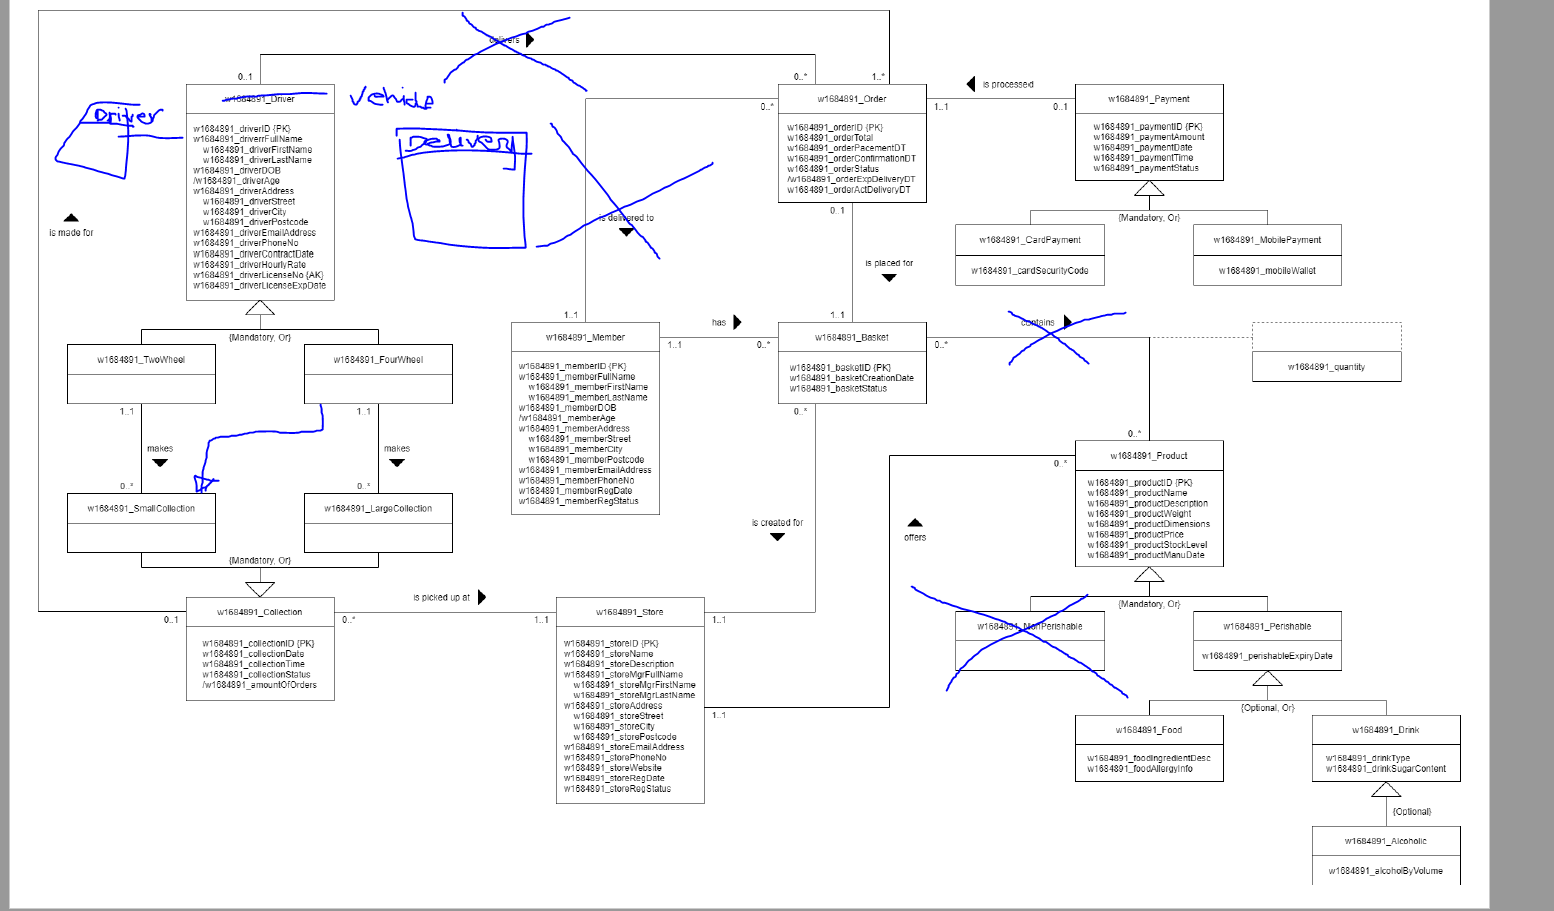 delivers
0..1
0..*
1..*
is processed
w1684891_Driver
Vehicle
0..*
w1684891_Order
1..1
0..1
w1684891_Payment
Driver
w1684891_driverID {PK}
w1684891_driverrFullName
w1684891_driverFirstName
w1684891_driverLastName
w1684891_driverDOB
/w1684891_driverAge
w1684891_driverAddress
w1684891_driverStreet
w1684891_driverCity
w1684891_driverPostcode
w1684891_driverEmailAddress
w1684891_driverPhoneNo
w1684891_driverContractDate
w1684891_driverHourlyRate
w1684891_driverLicenseNo {AK}
w1684891_driverLicenseExpDate
Delivery
w1684891_orderID {PK}
w1684891_orderTotal
w1684891_orderPacementDT
w1684891_orderConfirmationDT
w1684891_orderStatus
/w1684891_orderExpDeliveryDT
w1684891_orderActDeliveryDT
w1684891_paymentID {PK}
w1684891_paymentAmount
w1684891_paymentDate
w1684891_paymentTime
w1684891_paymentStatus
is made for
is delivered to
0..1
{Mandatory, Or}
w1684891_CardPayment
w1684891_MobilePayment
w1684891_cardSecurityCode
w1684891_mobileWallet
is placed for
{Mandatory, Or}
w1684891_TwoWheel
w1684891_FourWheel
1..1
1..1
w1684891_Member
1..1
has
0..*
w1684891_Basket
0..*
contains
w1684891_quantity
w1684891_memberID {PK}
w1684891_memberFullName
w1684891_memberFirstName
w1684891_memberLastName
w1684891_memberDOB
/w1684891_memberAge
w1684891_memberAddress
w1684891_memberStreet
w1684891_memberCity
w1684891_memberPostcode
w1684891_memberEmailAddress
w1684891_memberPhoneNo
w1684891_memberRegDate
w1684891_memberRegStatus
w1684891_basketID {PK}
w1684891_basketCreationDate
w1684891_basketStatus
1..1
1..1
makes
makes
0..*
0..*
0..*
0..*
0..*
w1684891_Product
w1684891_productID {PK}
w1684891_productName
w1684891_productDescription
w1684891_productWeight
w1684891_productDimensions
w1684891_productPrice
w1684891_productStockLevel
w1684891_productManuDate
w1684891_SmallCollection
w1684891_LargeCollection
is created for
offers
{Mandatory, Or}
{Mandatory, Or}
w1684891_Collection
0..1
0..*
is picked up at
1..1
w1684891_Store
1..1
w1684891_collectionID {PK}
w1684891_collectionDate
w1684891_collectionTime
w1684891_collectionStatus
/w1684891_amountOfOrders
w1684891_storeID {PK}
w1684891_storeName
w1684891_storeDescription
w1684891_storeMgrFullName
w1684891_storeMgrFirstName
w1684891_storeMgrLastName
w1684891_storeAddress
w1684891_storeStreet
w1684891_storeCity
w1684891_storePostcode
w1684891_storeEmailAddress
w1684891_storePhoneNo
w1684891_storeWebsite
w1684891_storeRegDate
w1684891_storeRegStatus
1..1
w1684891_NonPerishable
w1684891_Perishable
w1684891_perishableExpiryDate
{Optional, Or}
w1684891_Food
w1684891_Drink
w1684891_foodIngredientDesc
w1684891_foodAllergyInfo
w1684891_drinkType
w1684891_drinkSugarContent
{Optional}
w1684891_Alcoholic
w1684891_alcoholByVolume